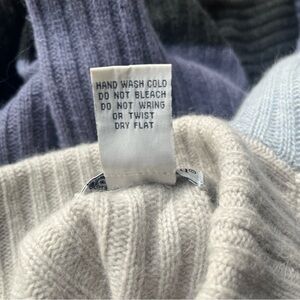 HAND WASH COLD
DO NOT BLEACH
DO NOT WRING
OR TWIST
DRY FLAT